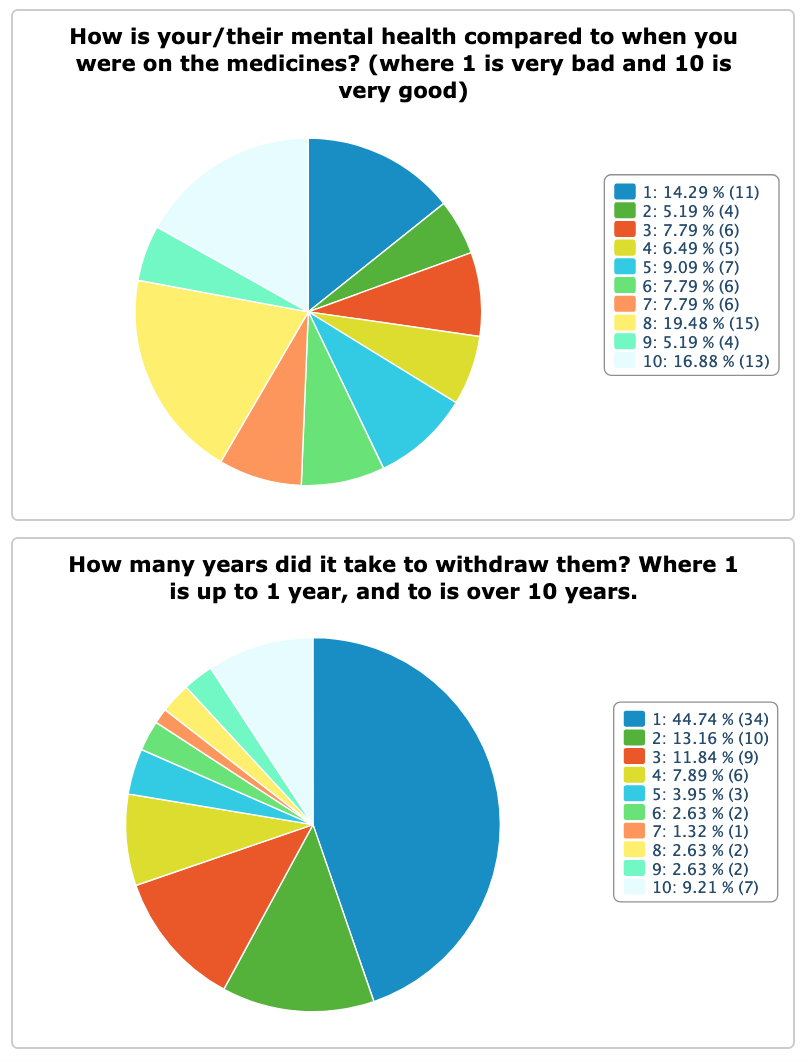 How is your/their mental health compared to when you
were on the medicines? (where 1 is very bad and 10 is
very good)
1: 14.29 % (11)
2: 5.19 % (4)
3: 7.79 % (6)
4: 6.49 % (5)
5: 9.09 % (7)
6: 7.79 % (6)
7: 7.79 % (6)
8: 19.48 % (15)
9: 5.19 % (4)
10: 16.88 % (13)
How many years did it take to withdraw them? Where 1
is up to 1 year, and to is over 10 years.
1: 44.74 % (34)
2: 13.16 % (10)
3: 11.84 % (9)
4: 7.89 % (6)
5: 3.95 % (3)
6: 2.63 % (2)
7: 1.32 % (1)
8: 2.63 % (2)
9: 2.63 % (2)
10: 9.21 % (7)